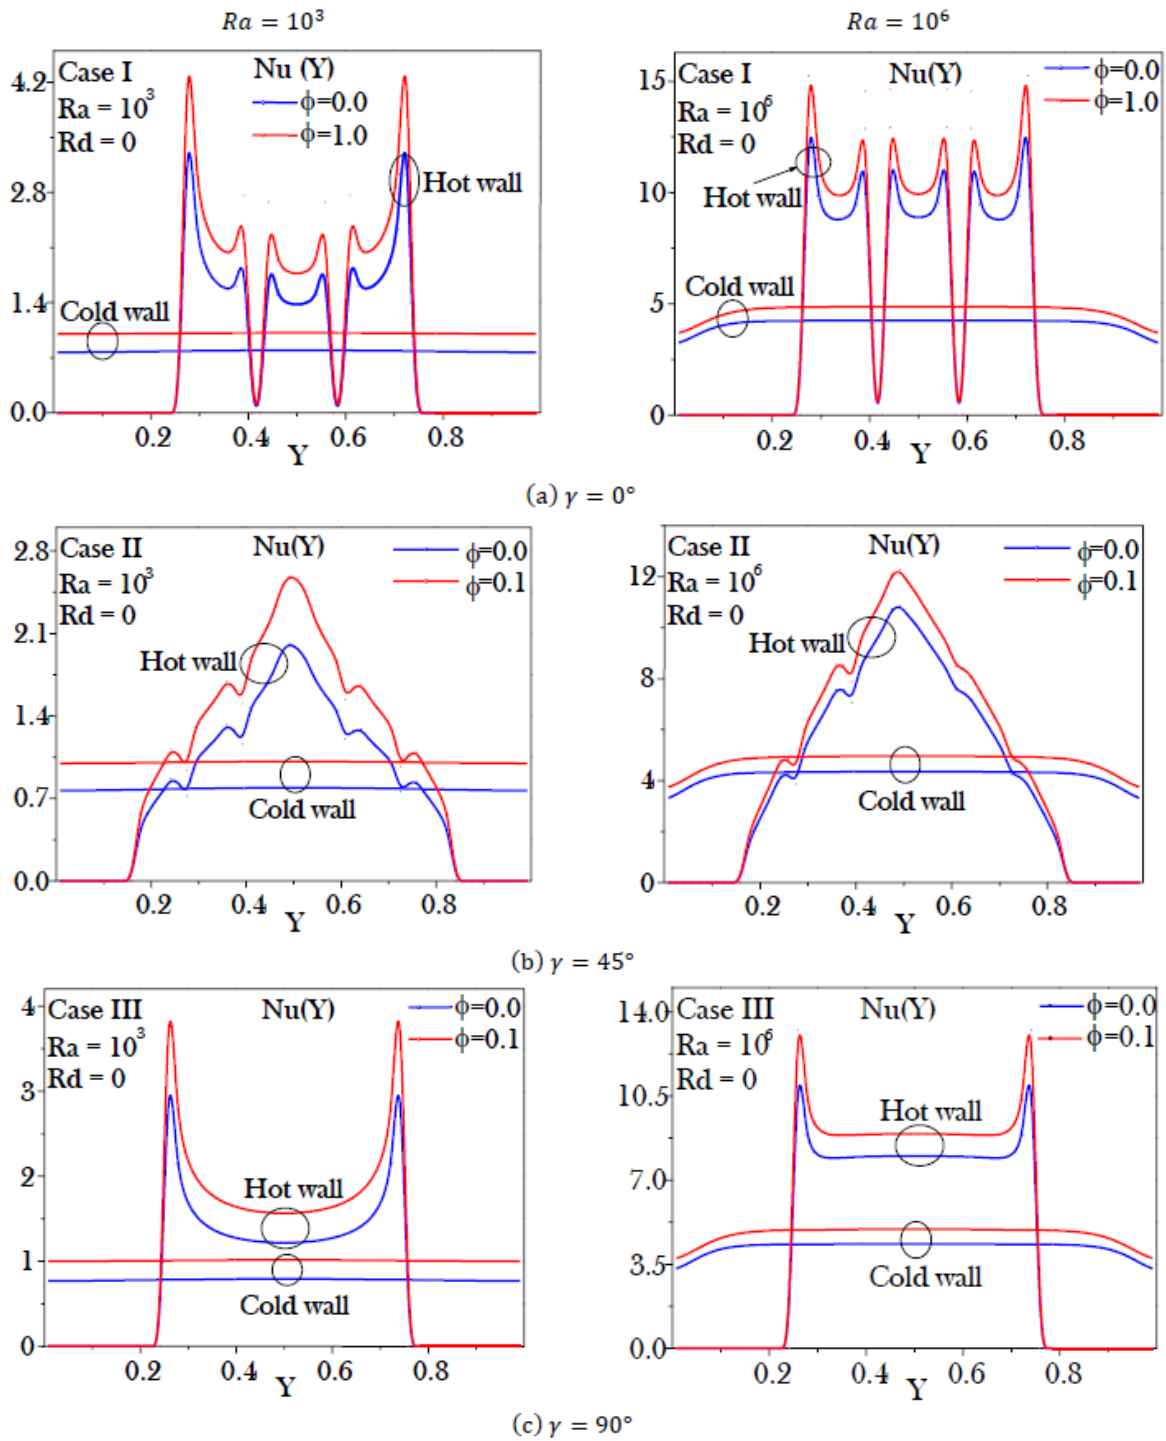 Ra = 10³
Ra = 10⁶
Case I
Ra = 10³
Rd = 0
Nu (Y)
ϕ=0.0
ϕ=1.0
Hot wall
Cold wall
4.2
2.8
1.4
0.0
0.2 0.4 0.6 0.8
Y
Case I
Ra = 10⁶
Rd = 0
Nu(Y)
ϕ=0.0
ϕ=1.0
Hot wall
Cold wall
15
10
5
0
0.2 0.4 0.6 0.8
Y
(a) γ = 0°
Case II
Ra = 10³
Rd = 0
Nu(Y)
ϕ=0.0
ϕ=0.1
Hot wall
Cold wall
2.8
2.1
1.4
0.7
0.0
0.2 0.4 0.6 0.8
Y
Case II
Ra = 10⁶
Rd = 0
Nu(Y)
ϕ=0.0
ϕ=0.1
Hot wall
Cold wall
12
8
4
0
0.2 0.4 0.6 0.8
Y
(b) γ = 45°
Case III
Ra = 10³
Rd = 0
Nu(Y)
ϕ=0.0
ϕ=0.1
Hot wall
Cold wall
4
3
2
1
0
0.2 0.4 0.6 0.8
Y
Case III
Ra = 10⁶
Rd = 0
Nu(Y)
ϕ=0.0
ϕ=0.1
Hot wall
Cold wall
14.0
10.5
7.0
3.5
0.0
0.2 0.4 0.6 0.8
Y
(c) γ = 90°